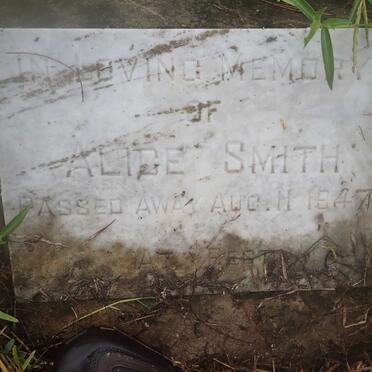 IN LOVING MEMORY
OF
ALICE SMITH
PASSED AWAY AUG. 11 1947